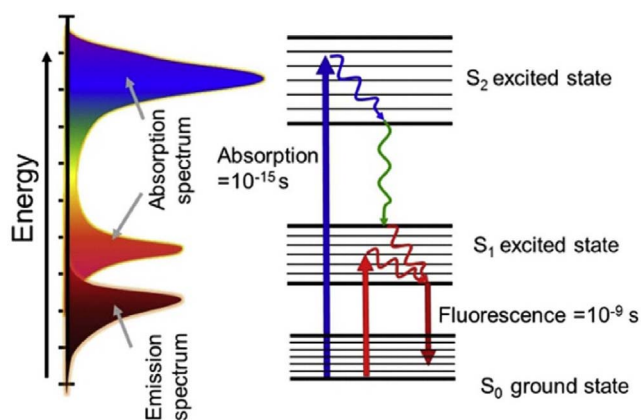 Energy
Absorption
spectrum
Emission
spectrum
Absorption
=10⁻¹⁵ s
S₂ excited state
S₁ excited state
Fluorescence =10⁻⁹ s
S₀ ground state